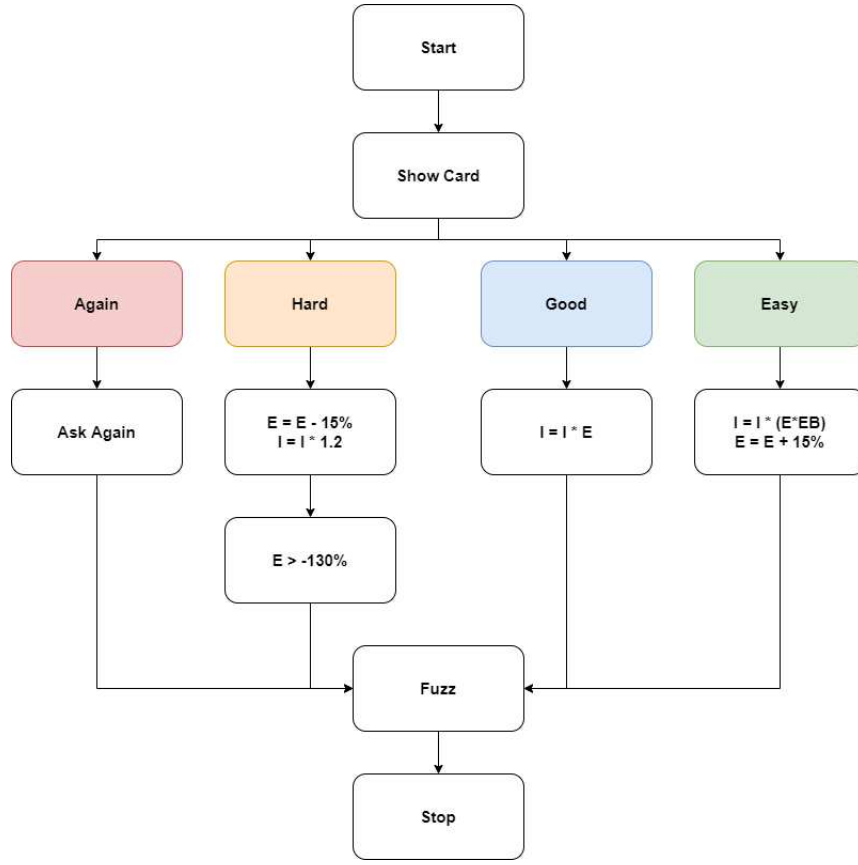 Start
Show Card
Again
Hard
Good
Easy
Ask Again
E = E - 15%
I = I * 1.2
I = I * E
I = I * (E*EB)
E = E + 15%
E > -130%
Fuzz
Stop